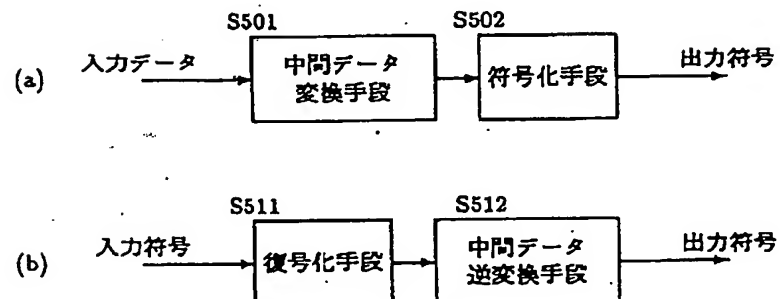 S501
S502
(a)
入力データ
中間データ
変換手段
符号化手段
出力符号
S511
S512
(b)
入力符号
復号化手段
中間データ
逆変換手段
出力符号